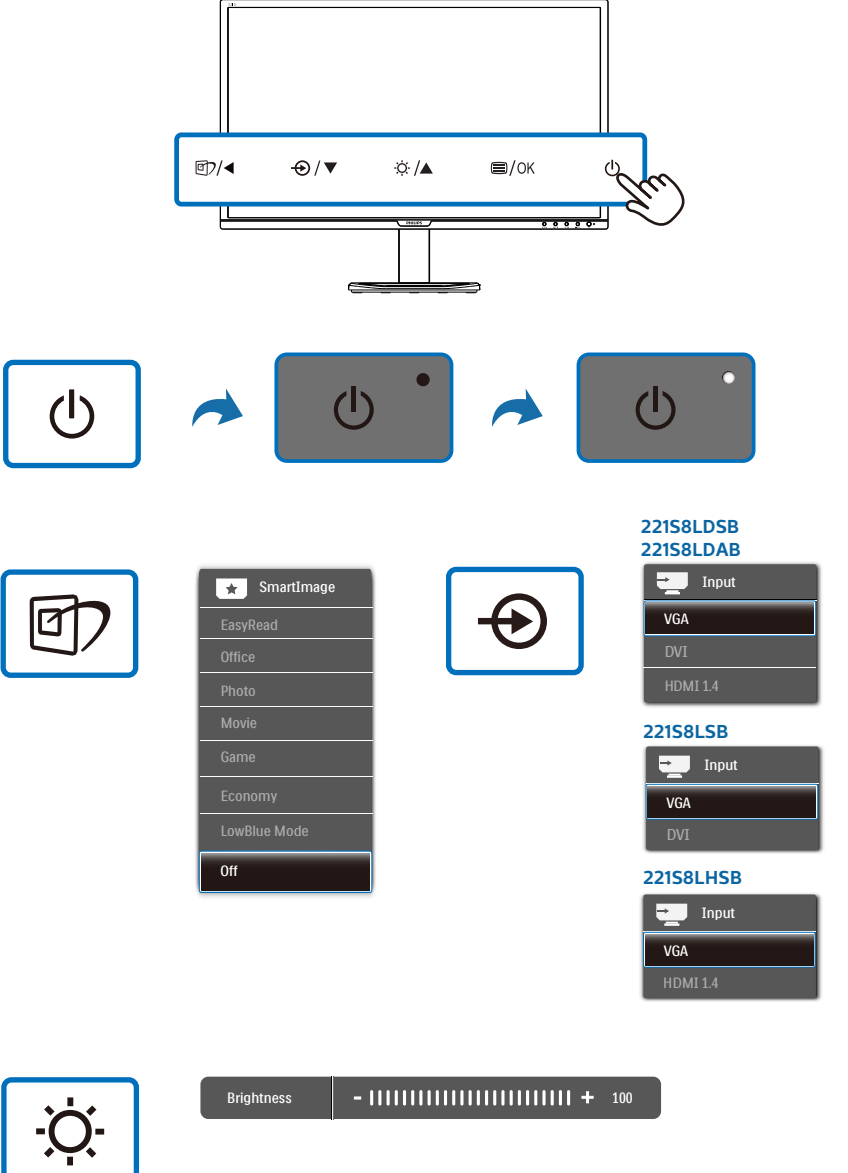 /◀
/▼
/▲
/OK
PHILIPS
221S8LDSB
221S8LDAB
SmartImage
EasyRead
Office
Photo
Movie
Game
Economy
LowBlue Mode
Off
Input
VGA
DVI
HDMI 1.4
221S8LSB
Input
VGA
DVI
221S8LHSB
Input
VGA
HDMI 1.4
Brightness - + 100